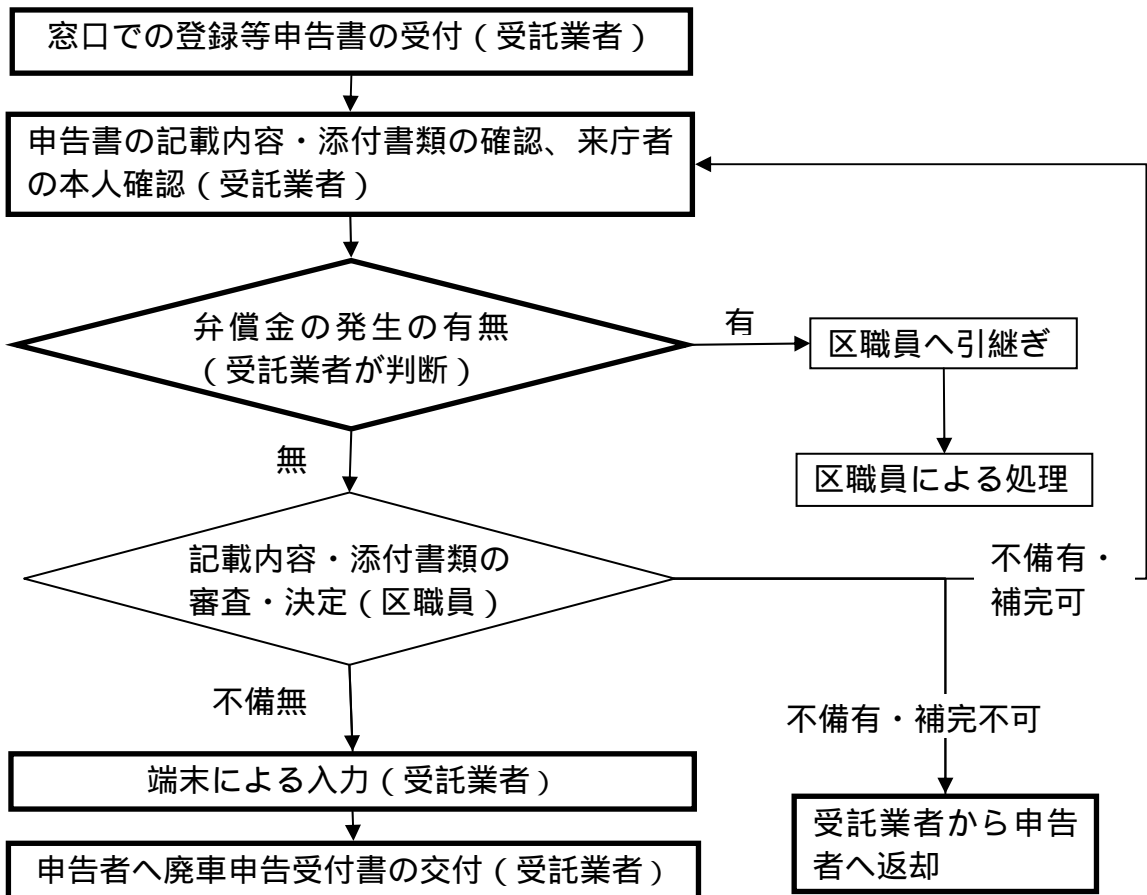 窓口での登録等申告書の受付(受託業者)
申告書の記載内容・添付書類の確認、来庁者
の本人確認(受託業者)
弁償金の発生の有無
(受託業者が判断)
有
区職員へ引継ぎ
区職員による処理
無
記載内容・添付書類の
審査・決定(区職員)
不備有・
補完可
不備無
不備有・補完不可
端末による入力(受託業者)
受託業者から申告
者へ返却
申告者へ廃車申告受付書の交付(受託業者)